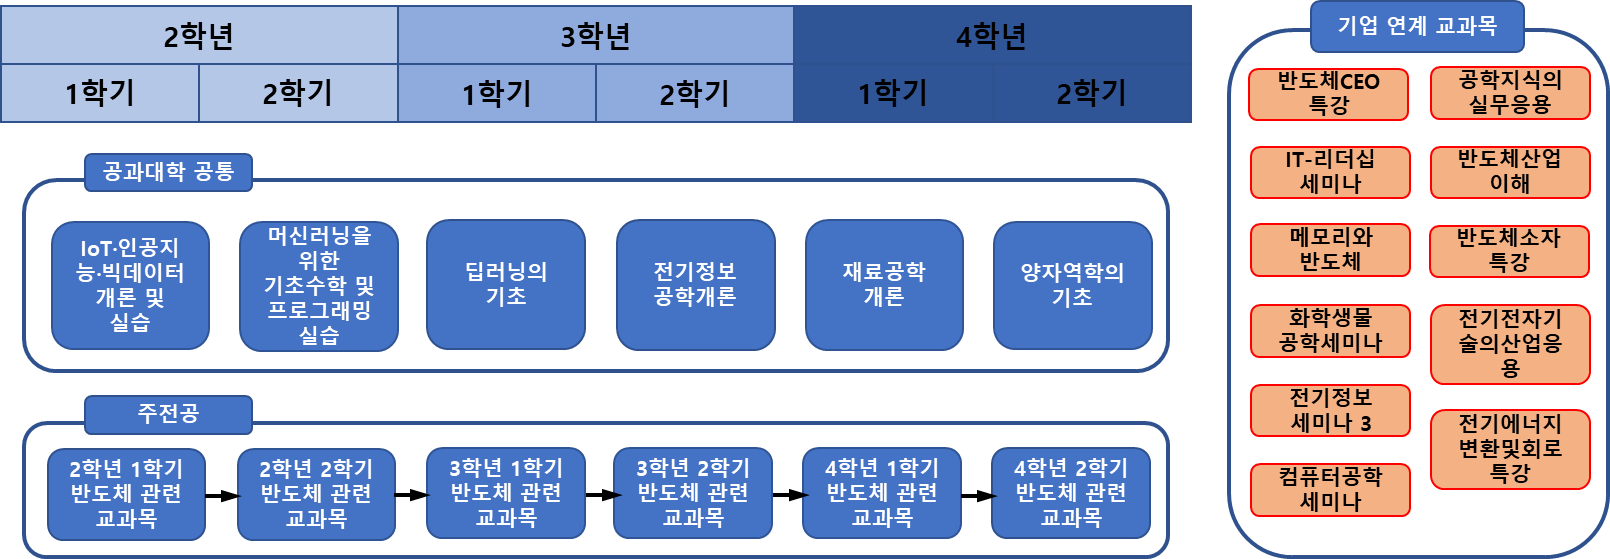 2학년
3학년
4학년
1학기
2학기
1학기
2학기
1학기
2학기
공과대학 공통
IoT·인공지
능·빅데이터
개론 및
실습
머신러닝을
위한
기초수학 및
프로그래밍
실습
딥러닝의
기초
전기정보
공학개론
재료공학
개론
양자역학의
기초
주전공
2학년 1학기
반도체 관련
교과목
2학년 2학기
반도체 관련
교과목
3학년 1학기
반도체 관련
교과목
3학년 2학기
반도체 관련
교과목
4학년 1학기
반도체 관련
교과목
4학년 2학기
반도체 관련
교과목
기업 연계 교과목
반도체CEO
특강
공학지식의
실무응용
IT-리더십
세미나
반도체산업
이해
메모리와
반도체
반도체소자
특강
화학생물
공학세미나
전기전자기
술의산업응
용
전기정보
세미나 3
전기에너지
변환및회로
특강
컴퓨터공학
세미나